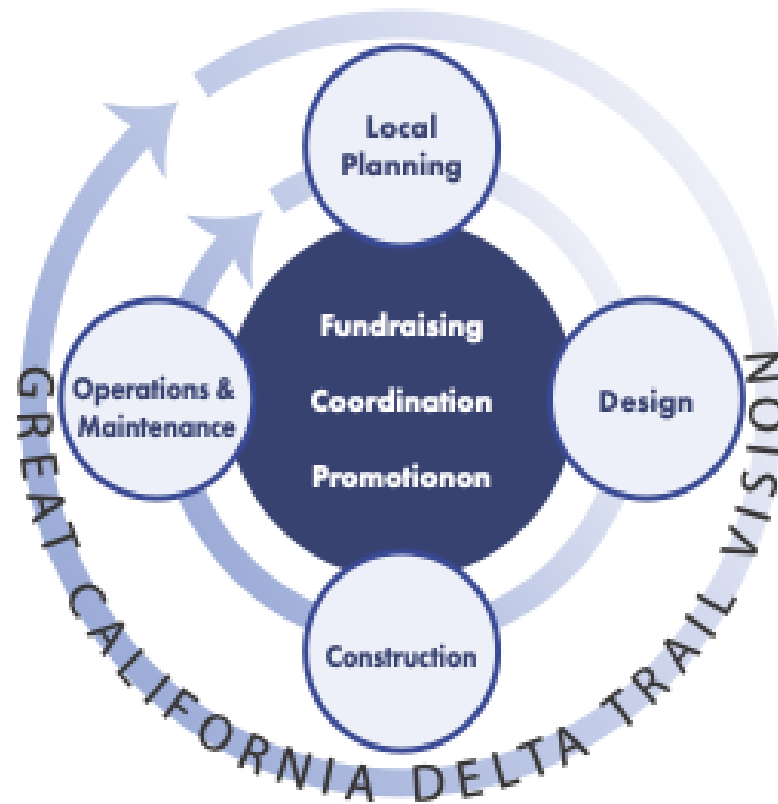 Local
Planning
Fundraising
Coordination
Promotionon
Operations &
Maintenance
Design
Construction
GREAT CALIFORNIA DELTA TRAIL VISION